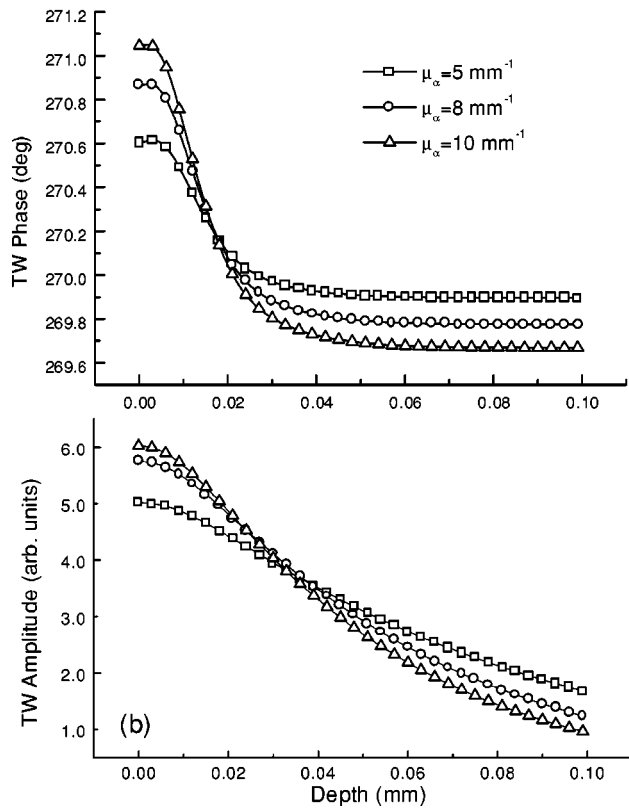 271.2
271.0
270.8
270.6
270.4
270.2
270.0
269.8
269.6
TW Phase (deg)
μα=5 mm⁻¹
μα=8 mm⁻¹
μα=10 mm⁻¹
0.00 0.02 0.04 0.06 0.08 0.10
6.0
5.0
4.0
3.0
2.0
1.0
TW Amplitude (arb. units)
(b)
0.00 0.02 0.04 0.06 0.08 0.10
Depth (mm)